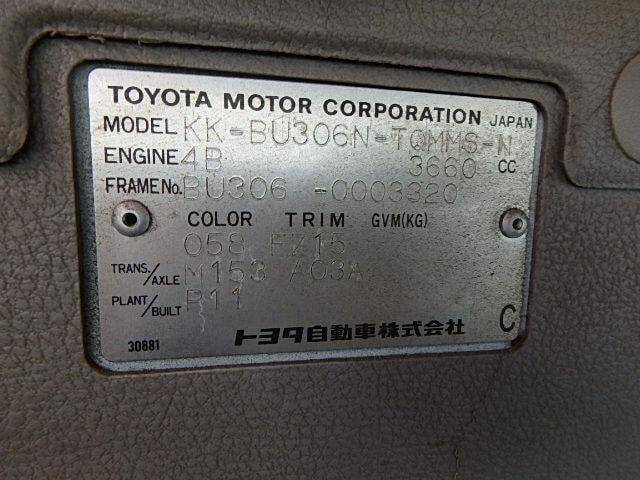 TOYOTA MOTOR CORPORATION JAPAN
MODEL KK-BU306N-TQMMS-N
ENGINE 4B 3660 CC
FRAME No. BU306 -0003320
COLOR TRIM GVM(KG)
058 FZ15
TRANS./AXLE M153 A03A
PLANT/BUILT P11
トヨタ自動車株式会社 C
30881